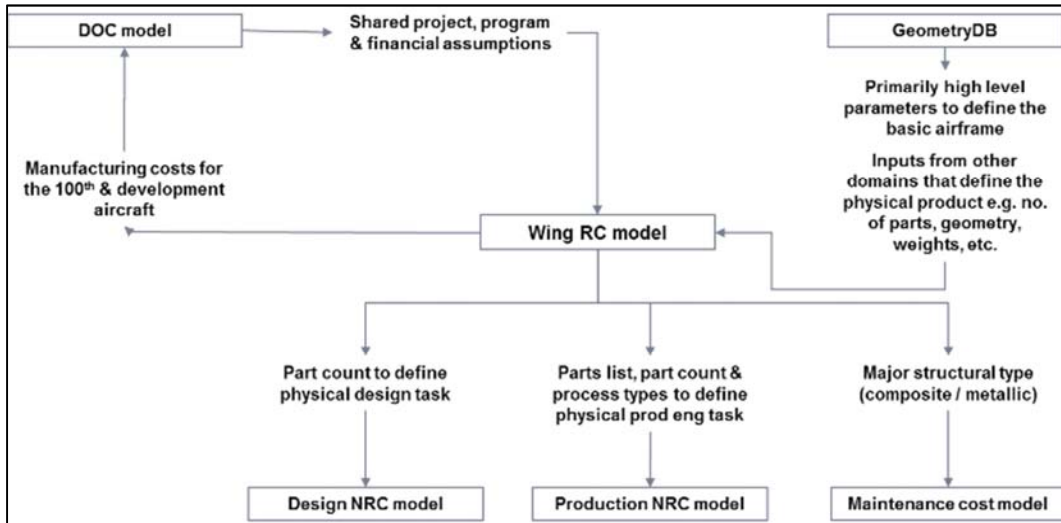 DOC model
Shared project, program
& financial assumptions
GeometryDB
Primarily high level
parameters to define the
basic airframe
Manufacturing costs for
the 100th & development
aircraft
Inputs from other
domains that define the
physical product e.g. no.
of parts, geometry,
weights, etc.
Wing RC model
Part count to define
physical design task
Parts list, part count &
process types to define
physical prod eng task
Major structural type
(composite / metallic)
Design NRC model
Production NRC model
Maintenance cost model